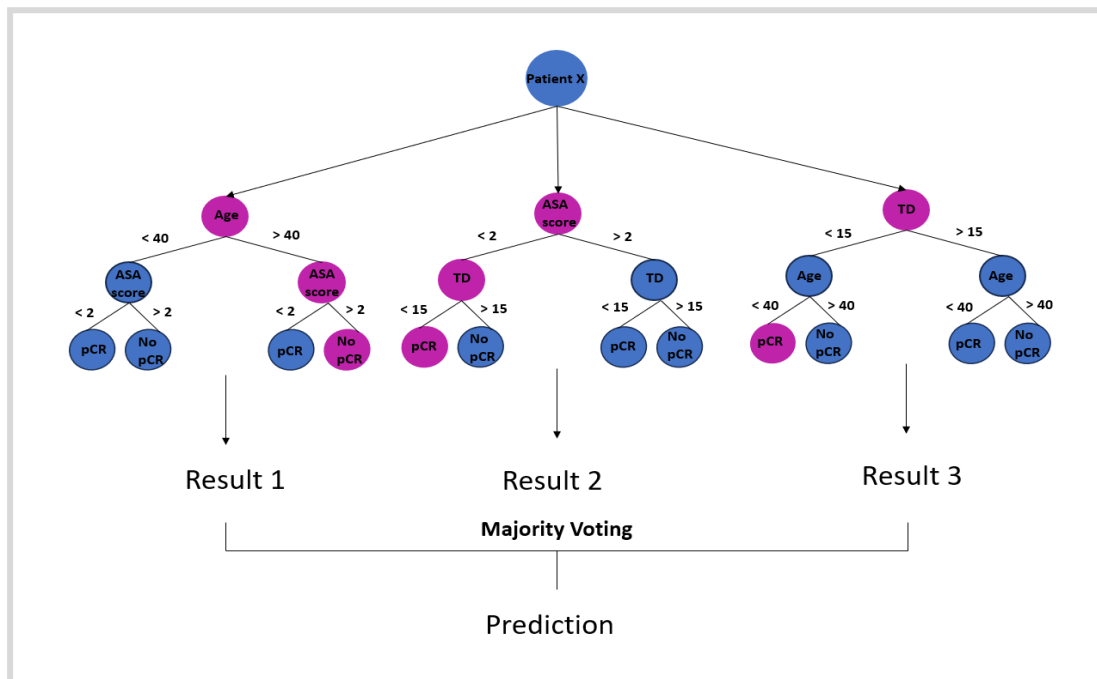 Patient X
Age
ASA
score
TD
< 40
> 40
< 2
> 2
< 15
> 15
ASA
score
ASA
score
TD
TD
Age
Age
< 2
> 2
< 2
> 2
< 15
> 15
< 15
> 15
< 40
> 40
< 40
> 40
pCR
No
pCR
pCR
No
pCR
pCR
No
pCR
pCR
No
pCR
pCR
No
pCR
pCR
No
pCR
Result 1
Result 2
Result 3
Majority Voting
Prediction